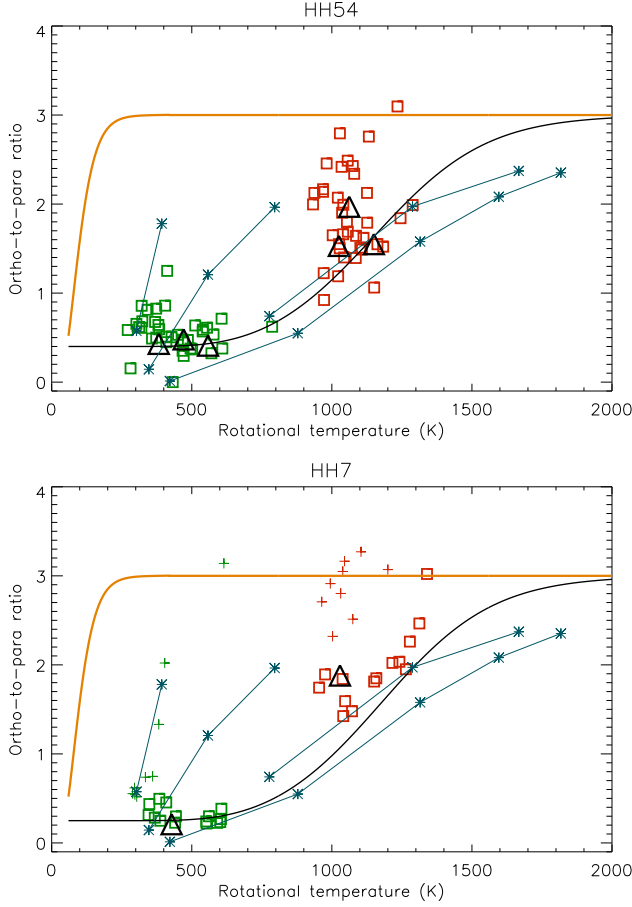 HH54
4
3
2
1
0
Ortho-to-para ratio
0 500 1000 1500 2000
Rotational temperature (K)
HH7
4
3
2
1
0
Ortho-to-para ratio
0 500 1000 1500 2000
Rotational temperature (K)